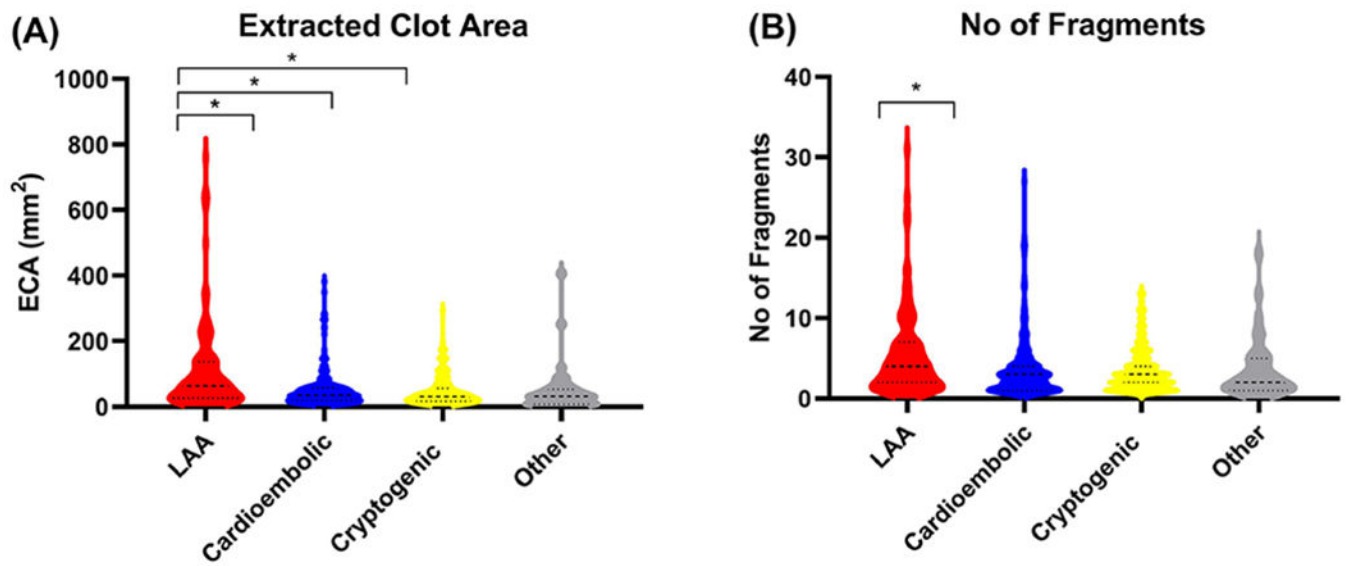 (A) Extracted Clot Area
*
*
*
1000
800
600
400
200
0
ECA (mm²)
LAA
Cardioembolic
Cryptogenic
Other
(B) No of Fragments
*
40
30
20
10
0
No of Fragments
LAA
Cardioembolic
Cryptogenic
Other